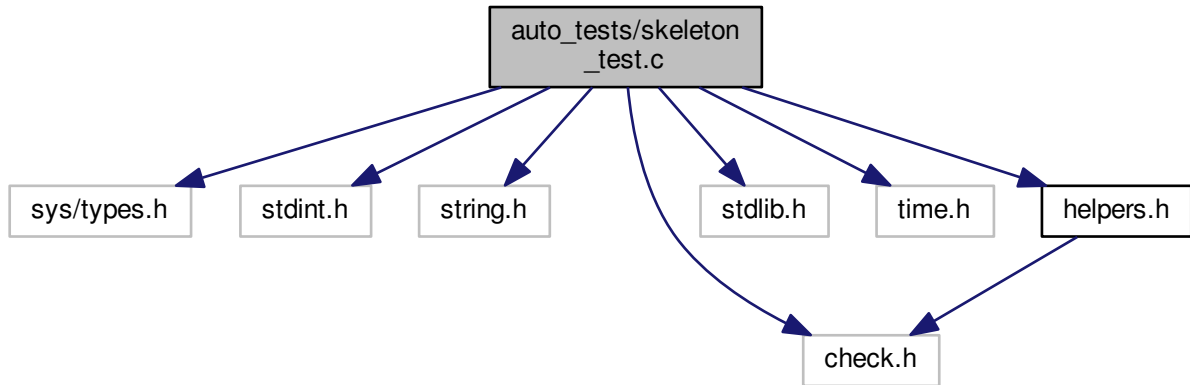 auto_tests/skeleton
_test.c
sys/types.h
stdint.h
string.h
stdlib.h
time.h
helpers.h
check.h